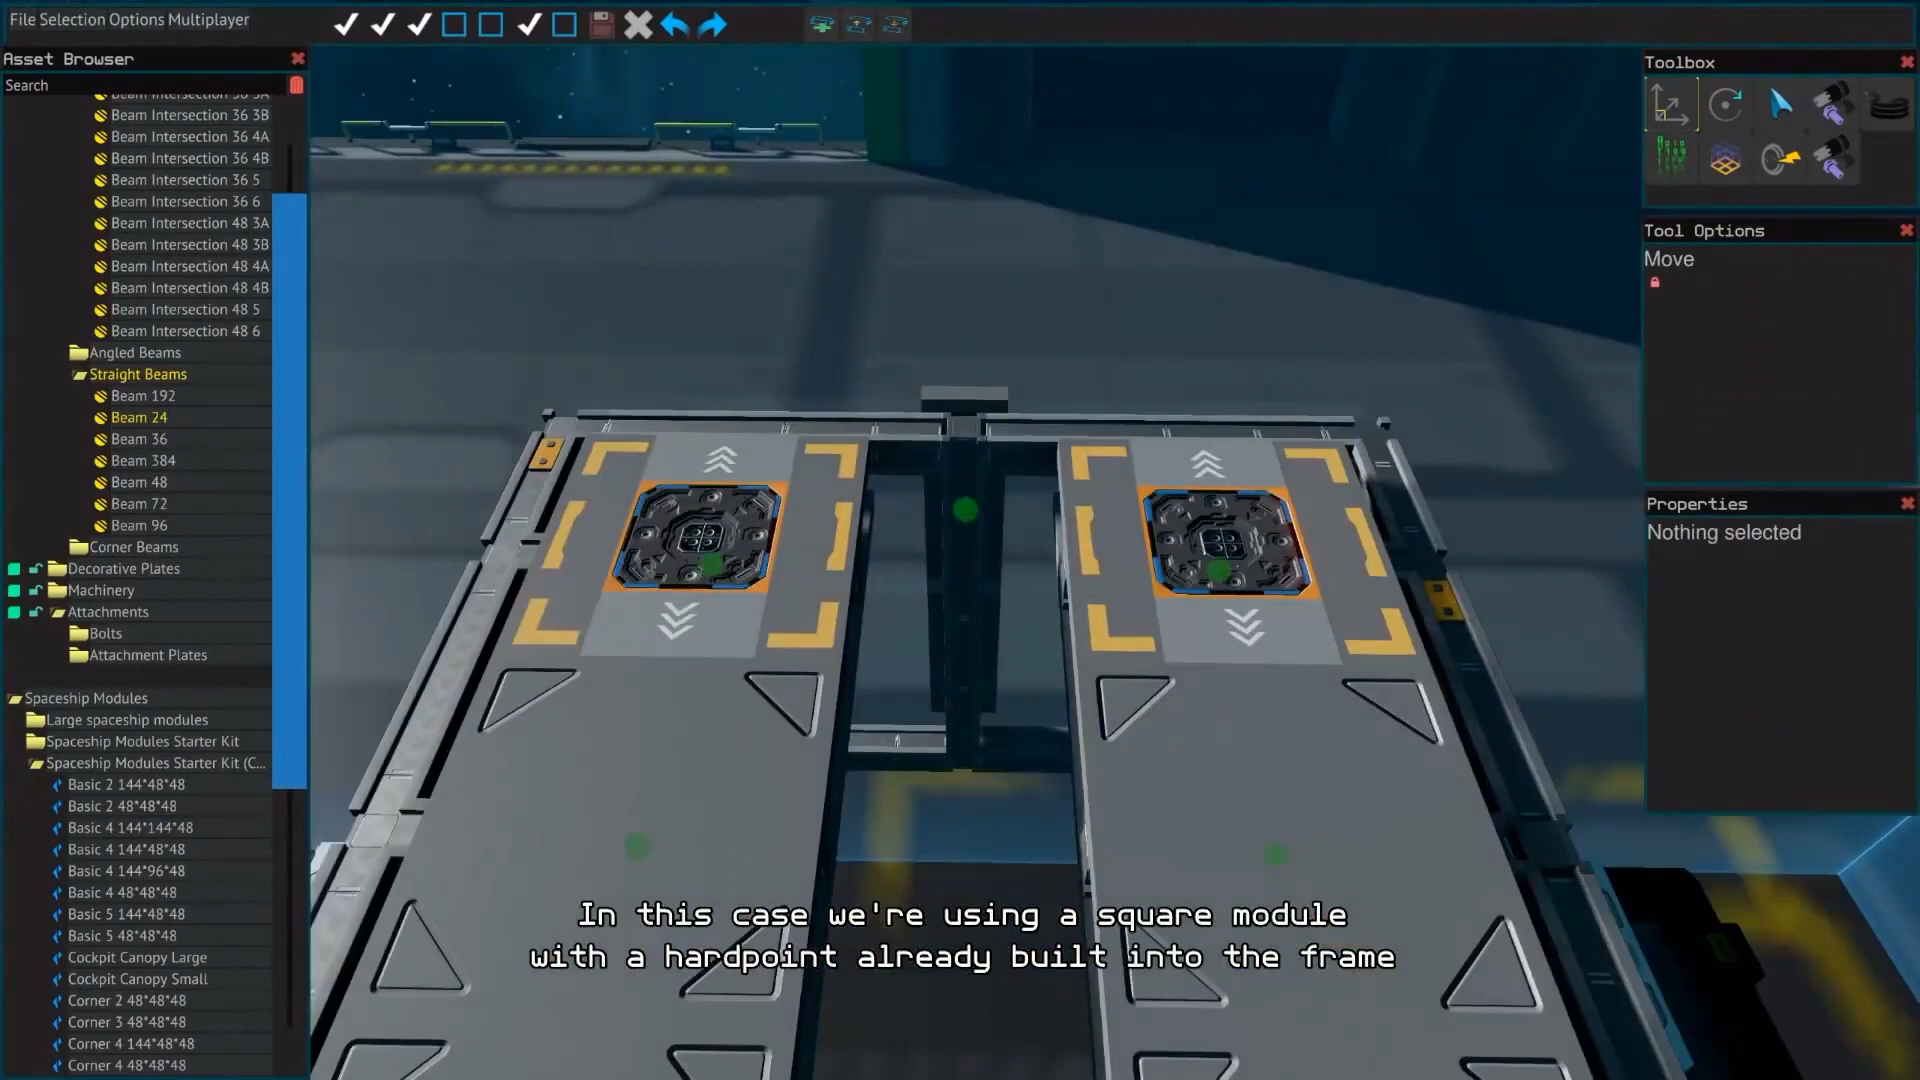 File Selection Options Multiplayer
Asset Browser
Search
Beam Intersection 36 3A
Beam Intersection 36 3B
Beam Intersection 36 4A
Beam Intersection 36 4B
Beam Intersection 36 5
Beam Intersection 36 6
Beam Intersection 48 3A
Beam Intersection 48 3B
Beam Intersection 48 4A
Beam Intersection 48 4B
Beam Intersection 48 5
Beam Intersection 48 6
Angled Beams
Straight Beams
Beam 192
Beam 24
Beam 36
Beam 384
Beam 48
Beam 72
Beam 96
Corner Beams
Decorative Plates
Machinery
Attachments
Bolts
Attachment Plates
Spaceship Modules
Large spaceship modules
Spaceship Modules Starter Kit
Spaceship Modules Starter Kit (C...
Basic 2 144*48*48
Basic 2 48*48*48
Basic 4 144*144*48
Basic 4 144*48*48
Basic 4 144*96*48
Basic 4 48*48*48
Basic 5 144*48*48
Basic 5 48*48*48
Cockpit Canopy Large
Cockpit Canopy Small
Corner 2 48*48*48
Corner 3 48*48*48
Corner 4 144*48*48
Corner 4 48*48*48
Toolbox
Tool Options
Move
Properties
Nothing selected
In this case we're using a square module
with a hardpoint already built into the frame